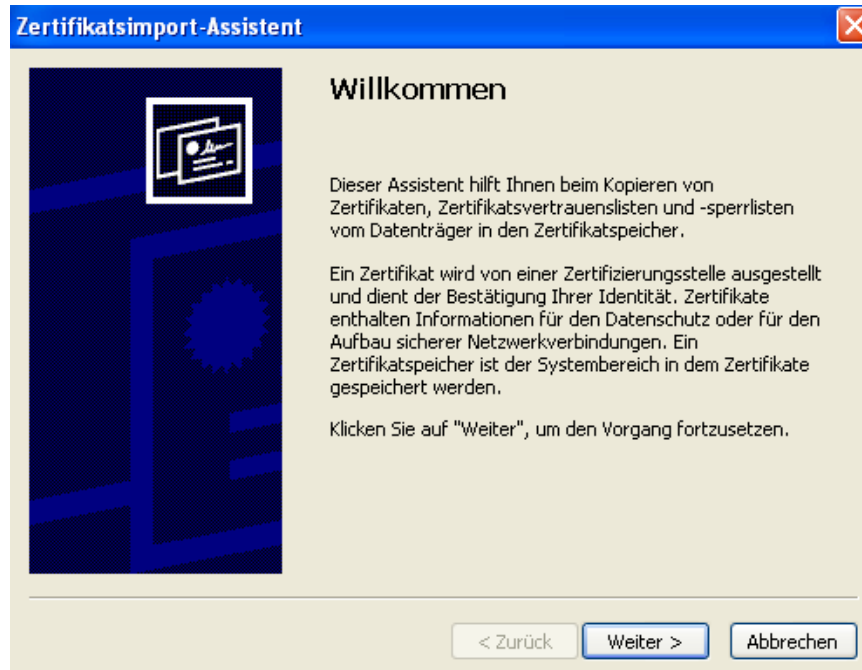 Zertifikatsimport-Assistent
Willkommen
Dieser Assistent hilft Ihnen beim Kopieren von
Zertifikaten, Zertifikatsvertrauenslisten und -sperrlisten
vom Datenträger in den Zertifikatspeicher.
Ein Zertifikat wird von einer Zertifizierungsstelle ausgestellt
und dient der Bestätigung Ihrer Identität. Zertifikate
enthalten Informationen für den Datenschutz oder für den
Aufbau sicherer Netzwerkverbindungen. Ein
Zertifikatspeicher ist der Systembereich in dem Zertifikate
gespeichert werden.
Klicken Sie auf "Weiter", um den Vorgang fortzusetzen.
< Zurück Weiter > Abbrechen